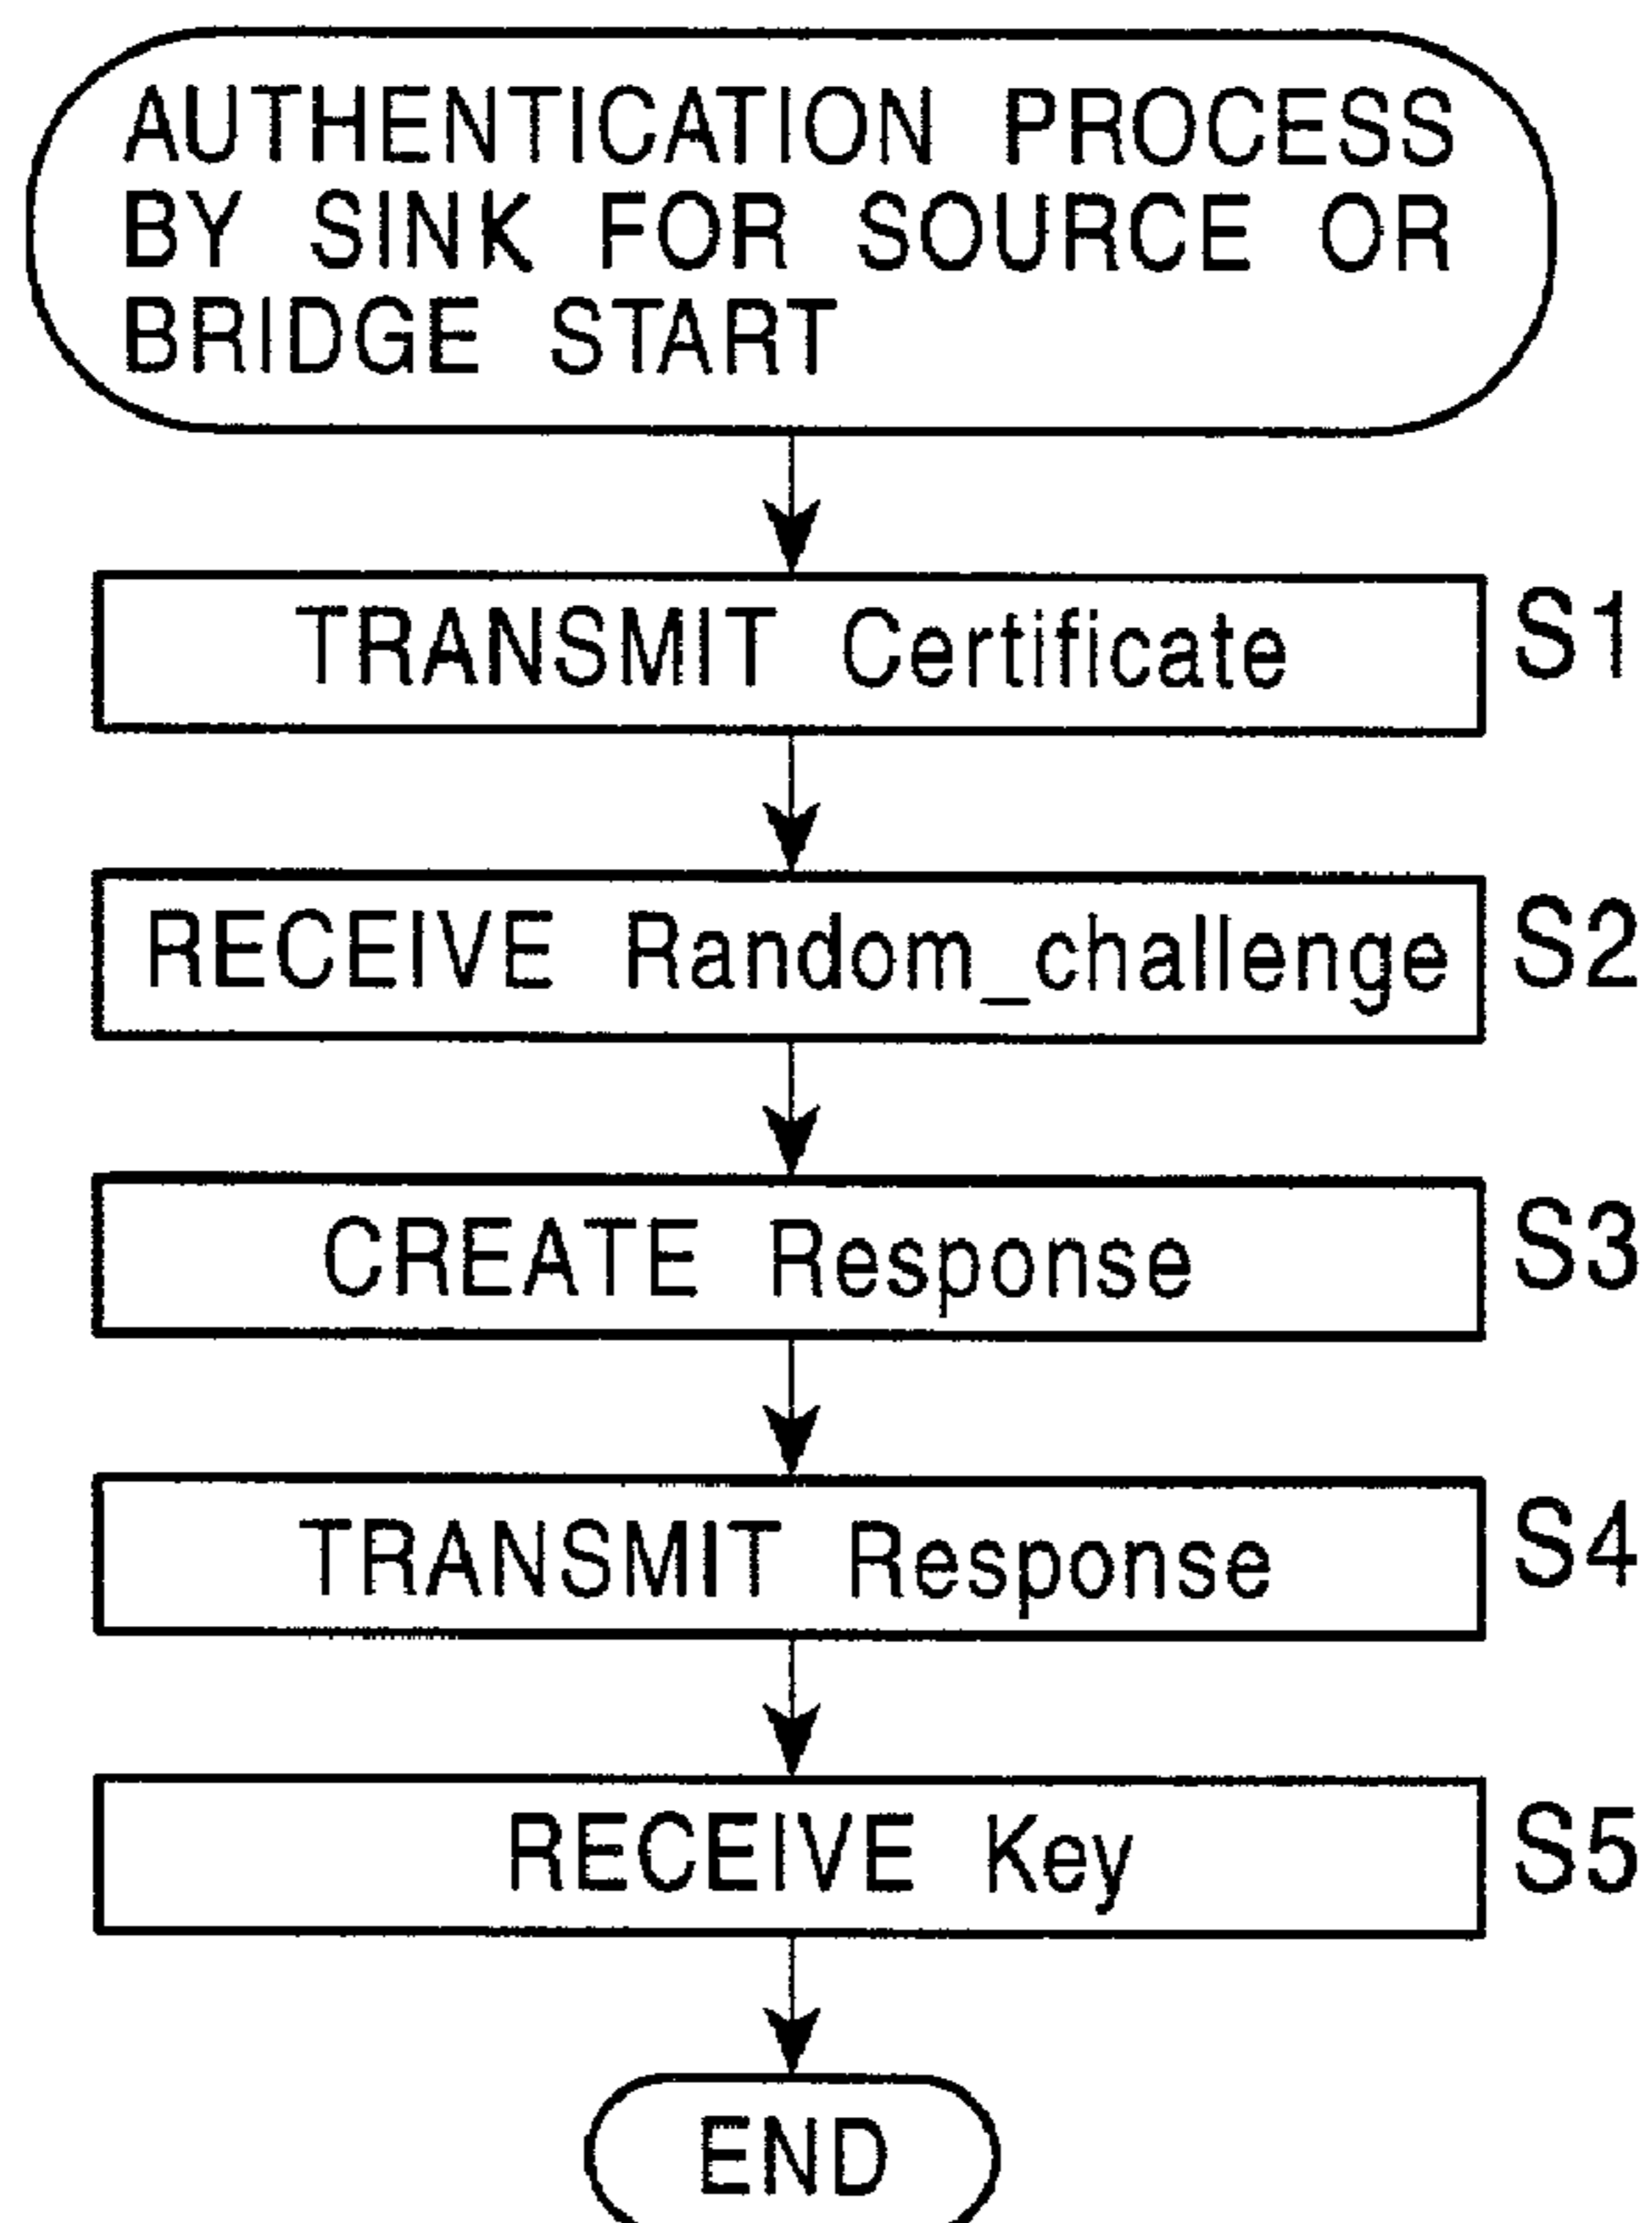 AUTHENTICATION PROCESS
BY SINK FOR SOURCE OR
BRIDGE START
TRANSMIT Certificate S1
RECEIVE Random_challenge S2
CREATE Response S3
TRANSMIT Response S4
RECEIVE Key S5
END